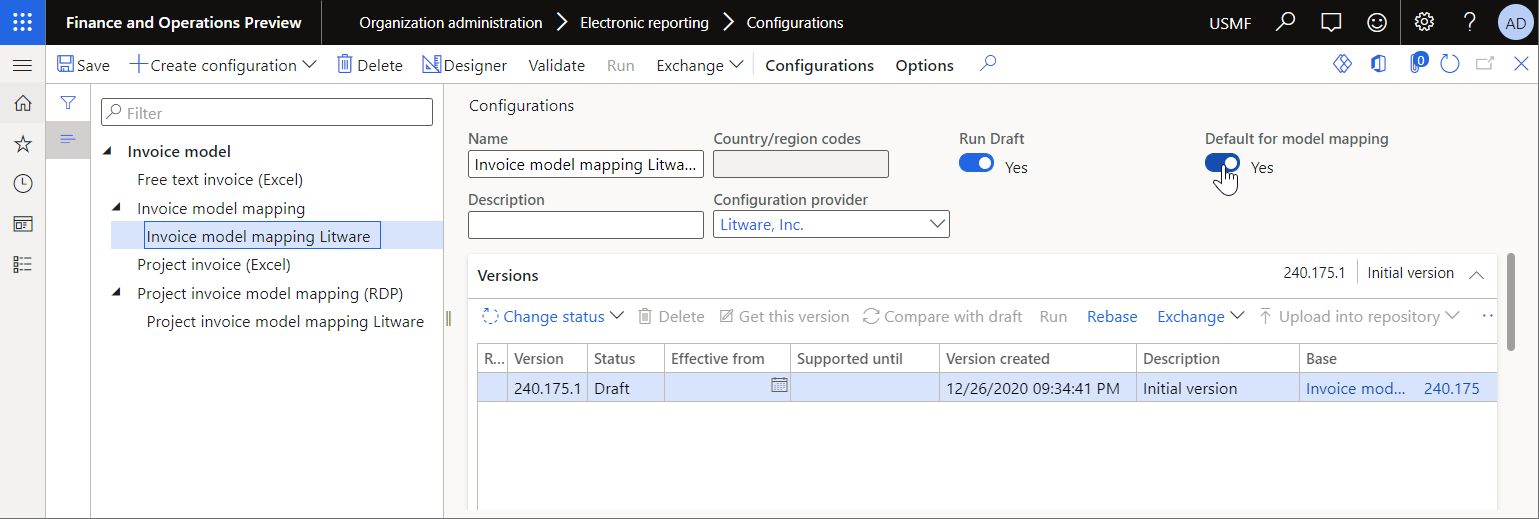 Finance and Operations Preview
Organization administration Electronic reporting Configurations
USMF
AD
Save Create configuration Delete Designer Validate Run Exchange Configurations Options
0
Filter
Invoice model
Free text invoice (Excel)
Invoice model mapping
Invoice model mapping Litware
Project invoice (Excel)
Project invoice model mapping (RDP)
Project invoice model mapping Litware
Configurations
Name Country/region codes Run Draft Default for model mapping
Invoice model mapping Litwa... Yes Yes
Description Configuration provider
Litware, Inc.
Versions 240.175.1 Initial version
Change status Delete Get this version Compare with draft Run Rebase Exchange Upload into repository ··
R... Version Status Effective from Supported until Version created Description Base
240.175.1 Draft 12/26/2020 09:34:41 PM Initial version Invoice mod... 240.175